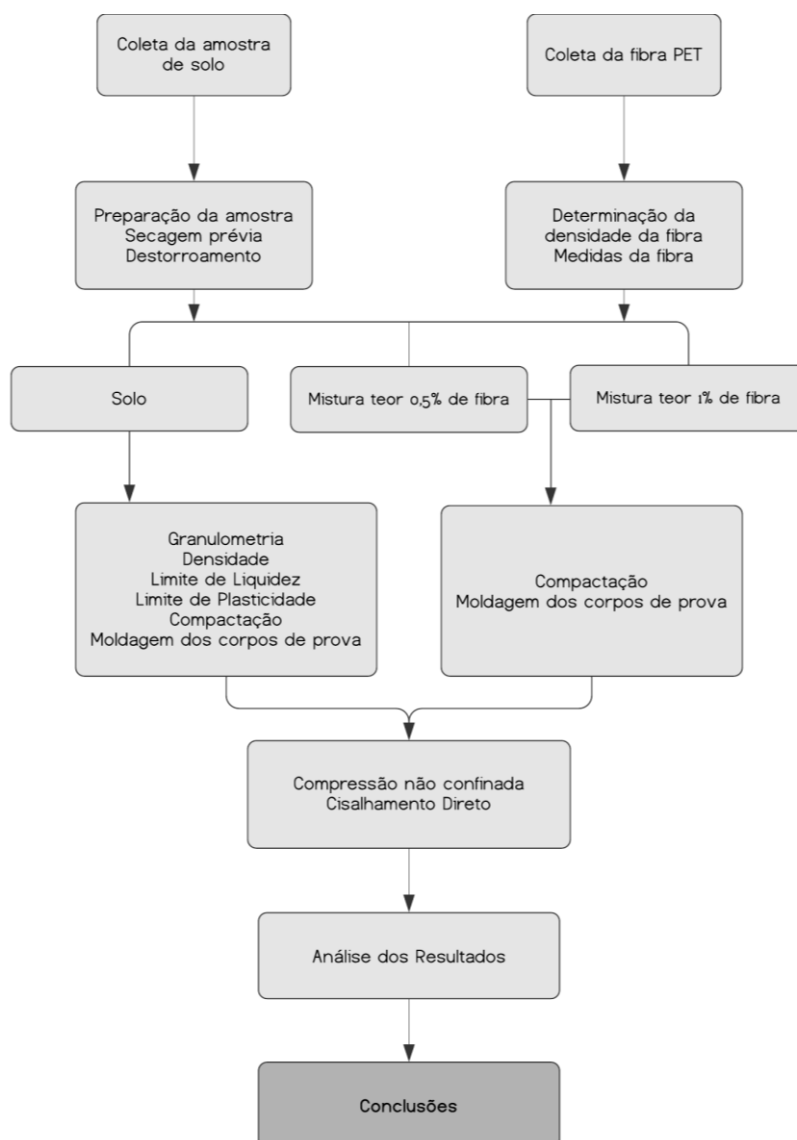 Coleta da amostra
de solo
Coleta da fibra PET
Preparação da amostra
Secagem prévia
Destorroamento
Determinação da
densidade da fibra
Medidas da fibra
Solo
Mistura teor 0,5% de fibra
Mistura teor 1% de fibra
Granulometria
Densidade
Limite de Liquidez
Limite de Plasticidade
Compactação
Moldagem dos corpos de prova
Compactação
Moldagem dos corpos de prova
Compressão não confinada
Cisalhamento Direto
Análise dos Resultados
Conclusões